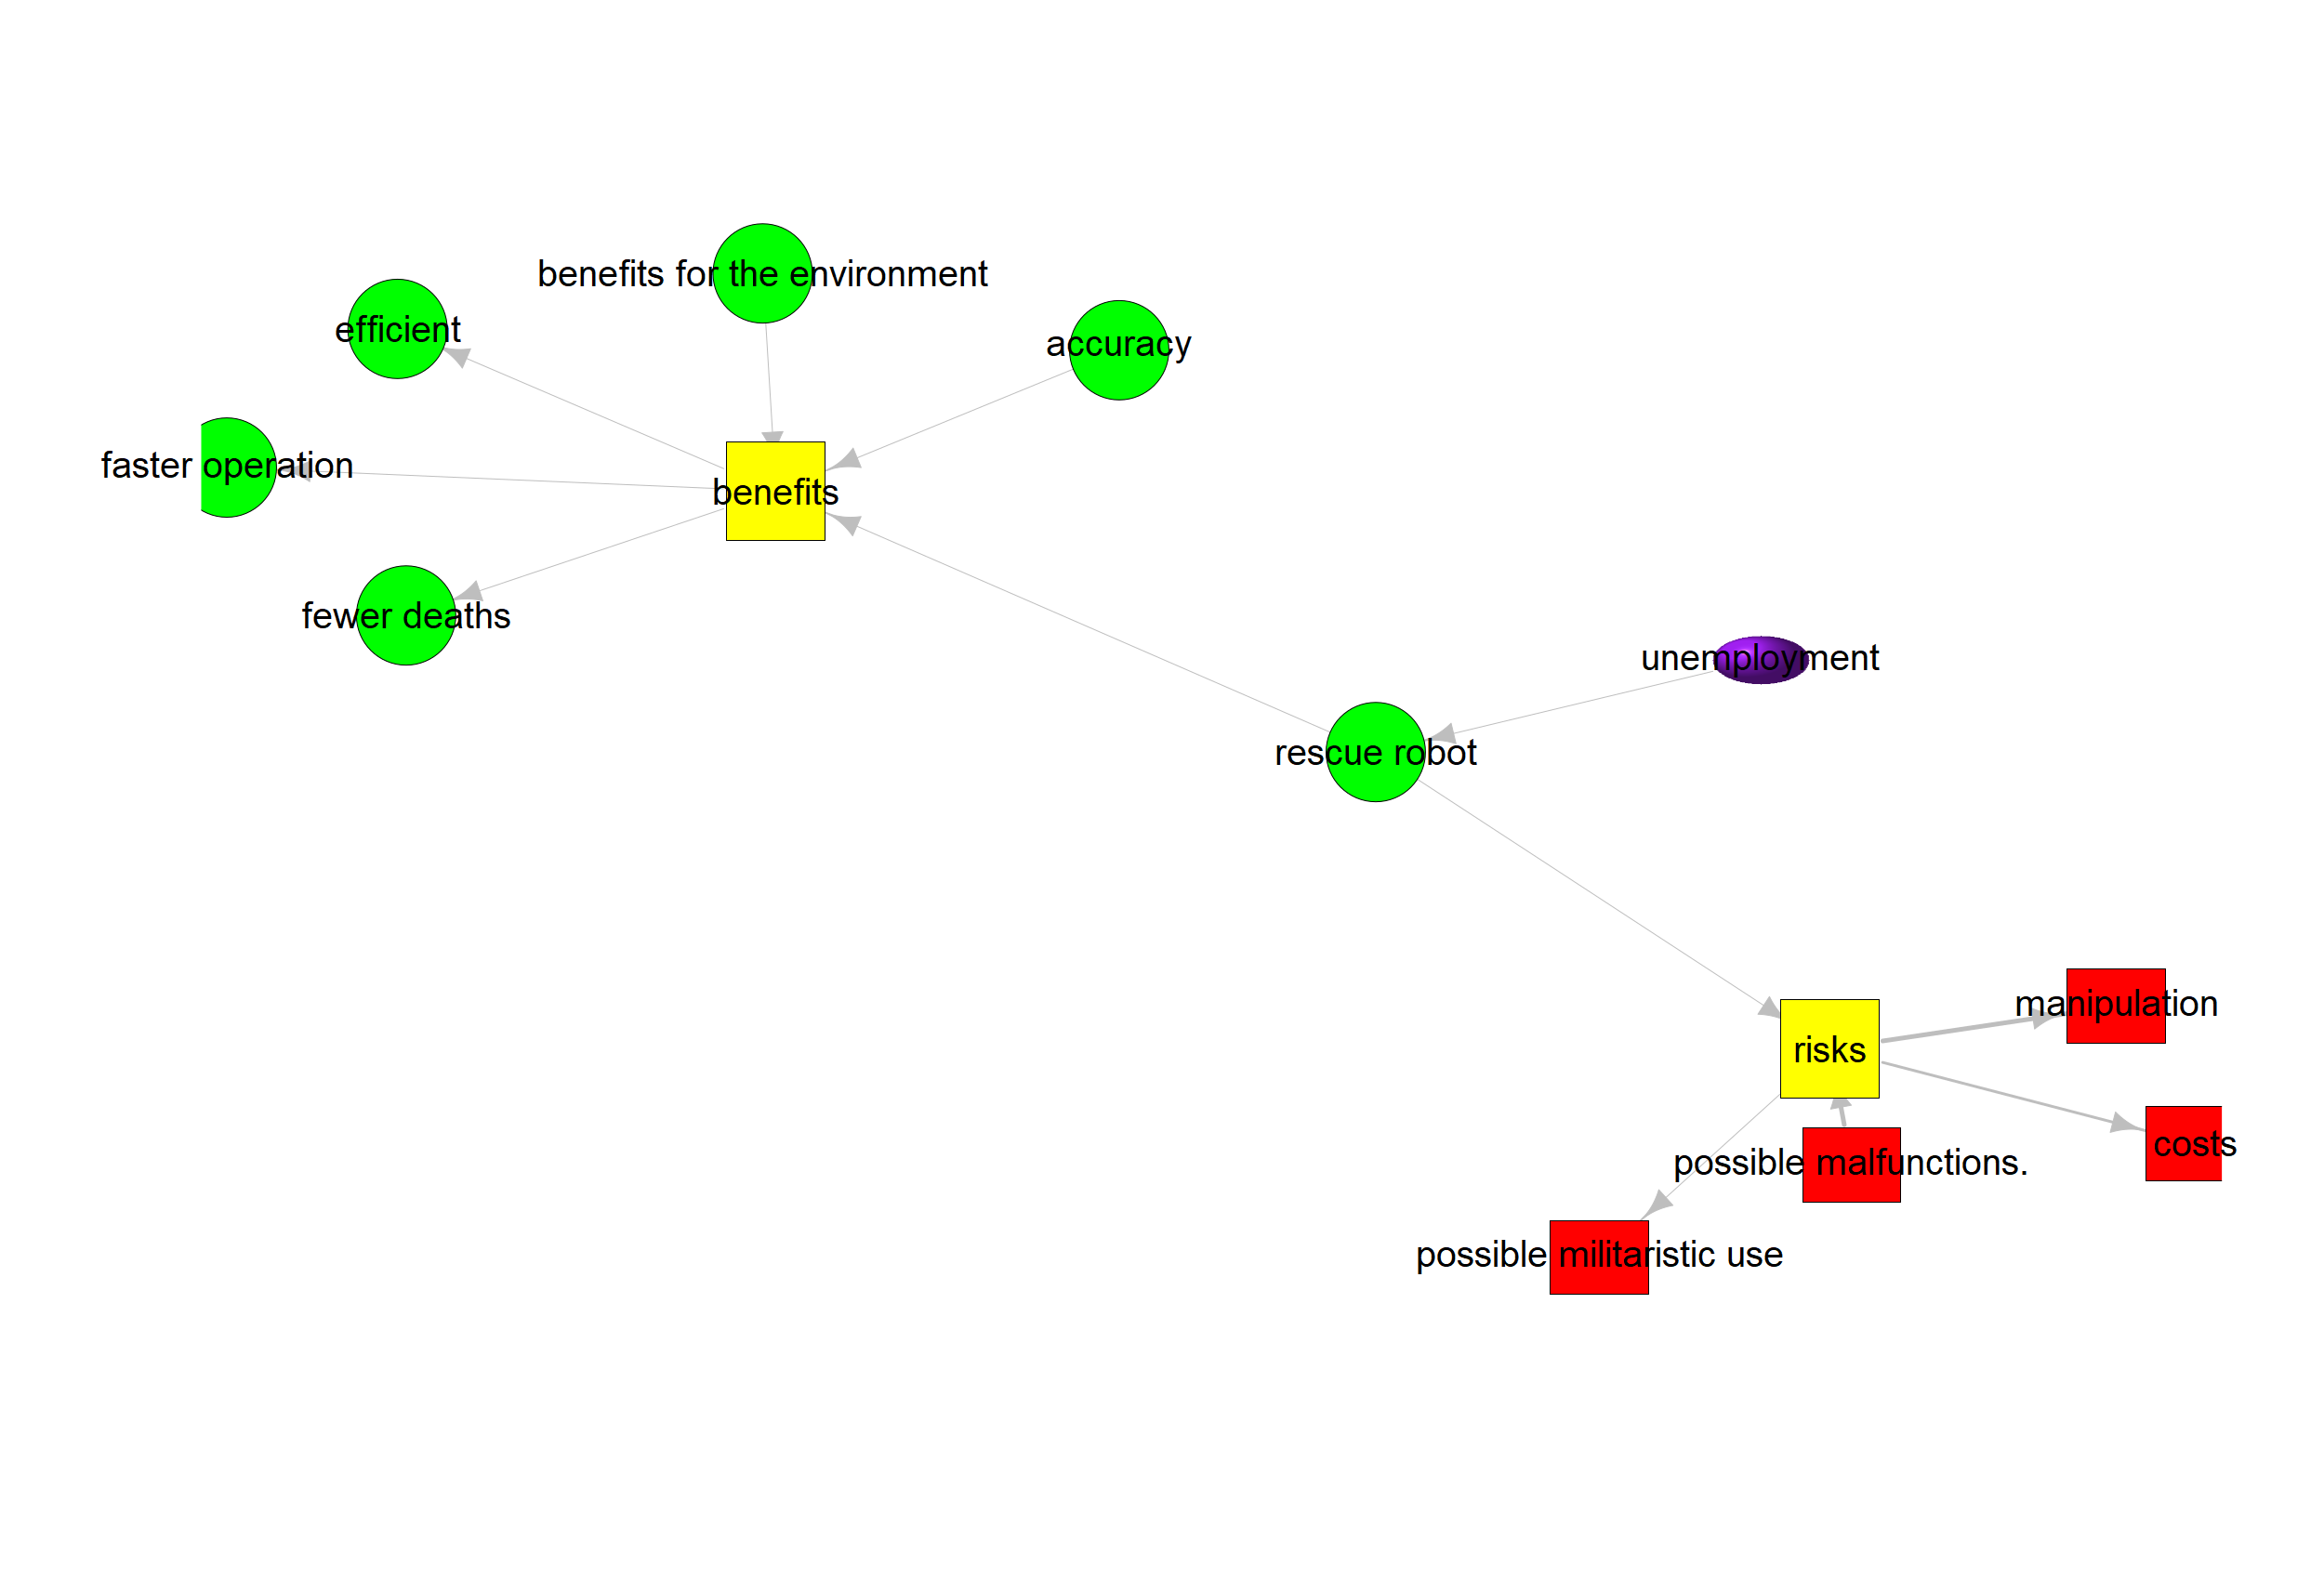 benefits for the environment
efficient
accuracy
faster operation
benefits
fewer deaths
unemployment
rescue robot
manipulation
risks
costs
possible malfunctions.
possible militaristic use